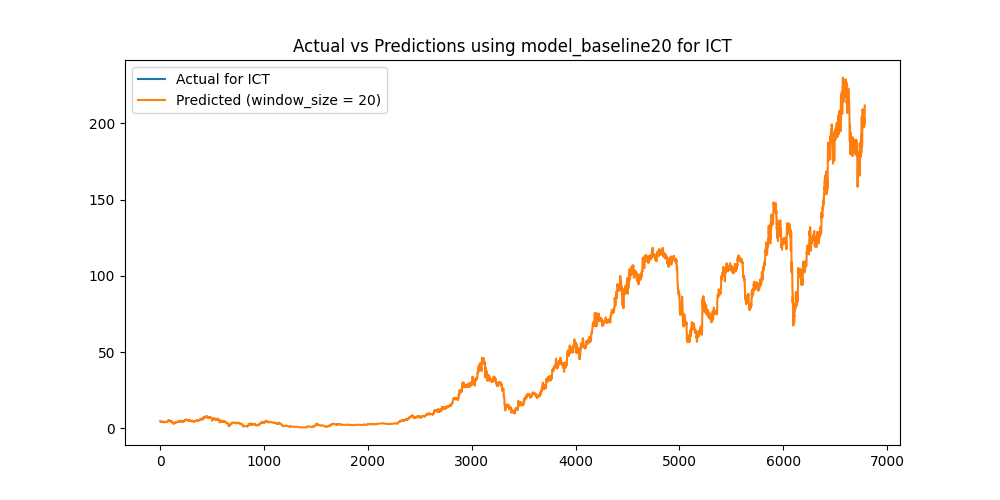 Actual vs Predictions using model_baseline20 for ICT
Actual for ICT
Predicted (window_size = 20)
200
150
100
50
0
0 1000 2000 3000 4000 5000 6000 7000